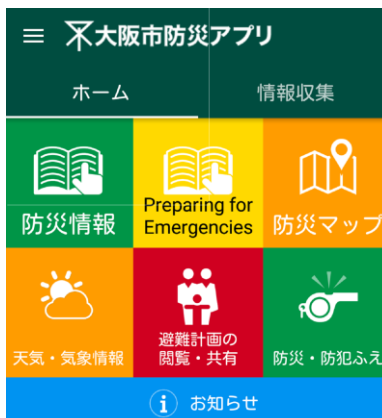 大阪市防災アプリ
ホーム
情報収集
防災情報
Preparing for
Emergencies
防災マップ
天気・気象情報
避難計画の
閲覧・共有
防災・防犯ふえ
お知らせ